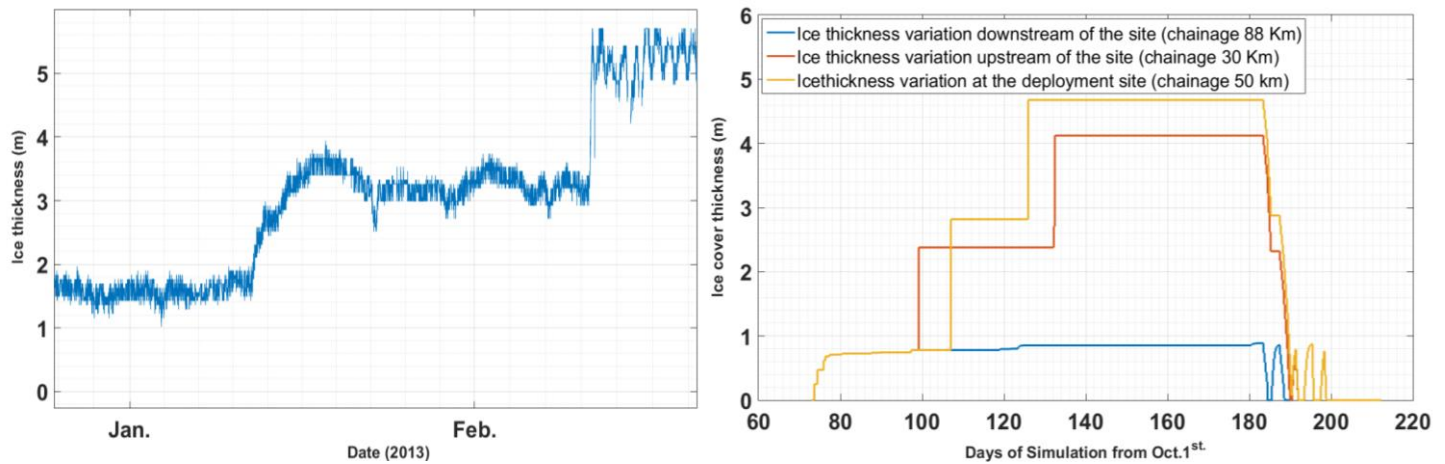 Ice thickness (m)
5
4
3
2
1
0
Jan.
Feb.
Date (2013)
Ice cover thickness (m)
6
5
4
3
2
1
0
Ice thickness variation downstream of the site (chainage 88 Km)
Ice thickness variation upstream of the site (chainage 30 Km)
Icethickness variation at the deployment site (chainage 50 km)
60
80
100
120
140
160
180
200
220
Days of Simulation from Oct.1st.